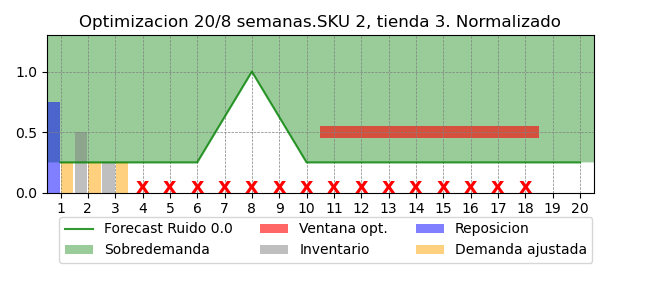 Optimizacion 20/8 semanas.SKU 2, tienda 3. Normalizado
1.0
0.5
0.0
X X X X X X X X X X X X X X X
1 2 3 4 5 6 7 8 9 10 11 12 13 14 15 16 17 18 19 20
Forecast Ruido 0.0 Ventana opt. Reposicion
Sobredemanda Inventario Demanda ajustada